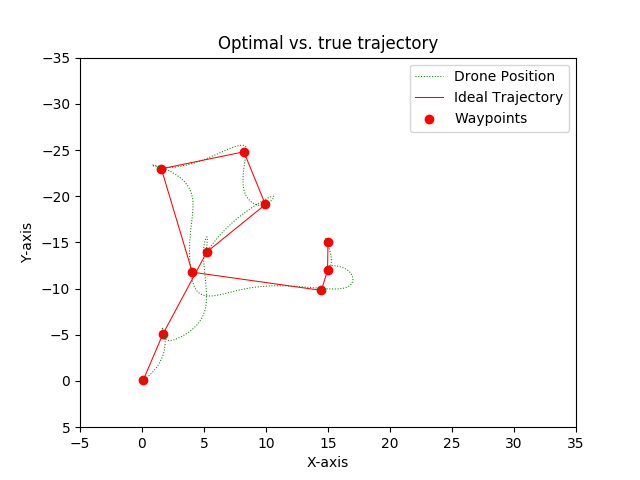 Optimal vs. true trajectory
Drone Position
Ideal Trajectory
Waypoints
Y-axis
−35
−30
−25
−20
−15
−10
−5
0
5
−5 0 5 10 15 20 25 30 35
X-axis